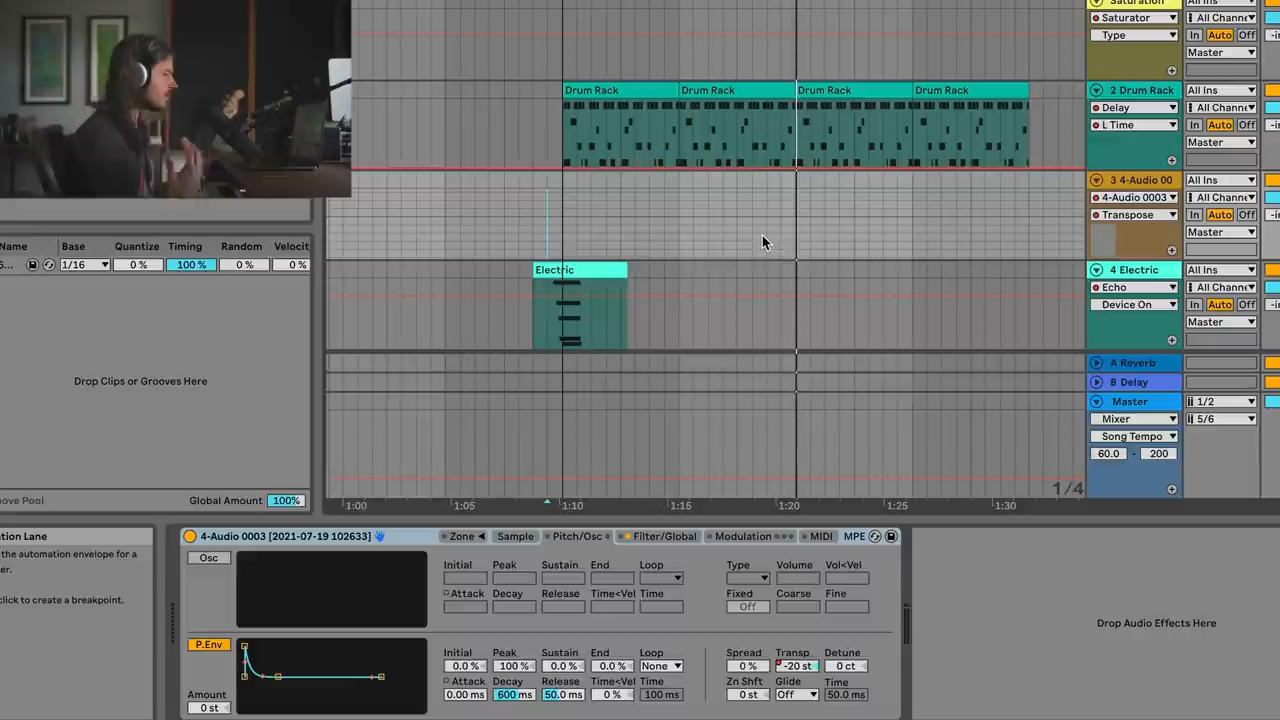 Saturation
All Ins
Saturator
All Channe
Type
In Auto Off
Master
Drum Rack Drum Rack Drum Rack Drum Rack
2 Drum Rack
All Ins
Delay
All Channe
L Time
In Auto Off
Master
3 4-Audio 00
All Ins
4-Audio 0003
All Channe
Transpose
In Auto Off
Master
Electric
4 Electric
All Ins
Echo
All Channe
Device On
In Auto Off
Master
A Reverb
B Delay
Master
1/2
Mixer
5/6
Song Tempo
60.0 - 200
Name Base Quantize Timing Random Velocit
6... 1/16 0 % 100 % 0 % 0 %
Drop Clips or Grooves Here
Global Amount 100%
1/4
1:00 1:05 1:10 1:15 1:20 1:25 1:30
the automation envelope for a
click to create a breakpoint.
4-Audio 0003 [2021-07-19 102633]
Zone Sample Pitch/Osc Filter/Global Modulation MIDI MPE
Osc
Initial Peak Sustain End Loop Type Volume Vol<Vel
Attack Decay Release Time<Vel Time Fixed Coarse Fine
Off
P.Env
Initial Peak Sustain End Loop Spread Transp Detune
0.0 % 100 % 0.0 % 0.0 % None 0 % -20 st 0 ct
Attack Decay Release Time<Vel Time Zn Shft Glide Time
0.00 ms 600 ms 50.0 ms 0 % 100 ms 0 st Off 50.0 ms
Amount
0 st
Drop Audio Effects Here